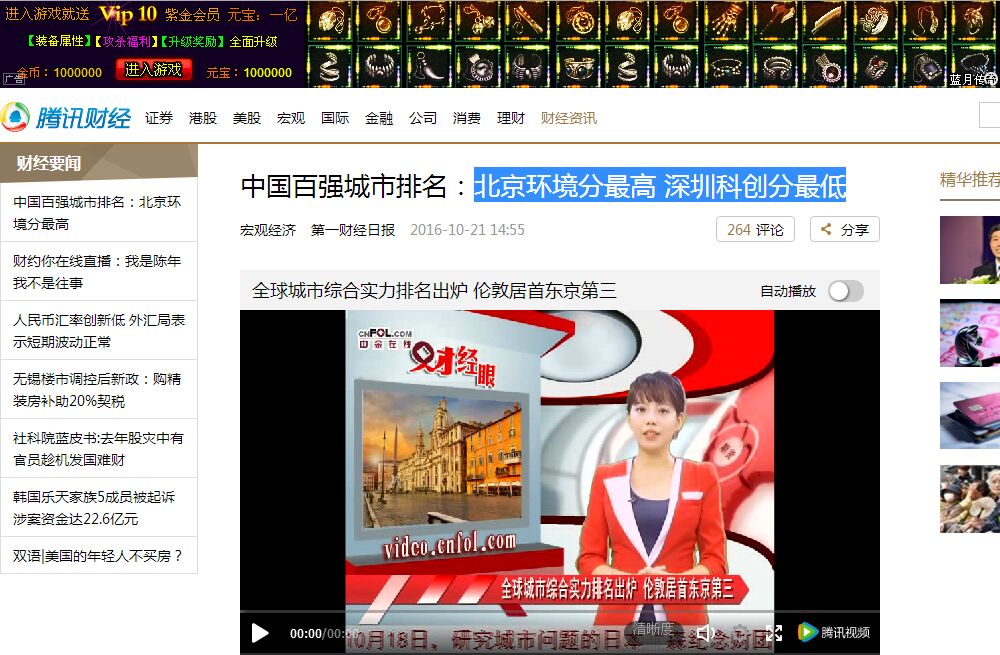 进入游戏就送 Vip 10 紫金会员 元宝：一亿
【装备属性】【攻杀福利】【升级奖励】全面升级
金币：1000000 进入游戏 元宝：1000000
广告
蓝月传奇
腾讯财经 证券 港股 美股 宏观 国际 金融 公司 消费 理财 财经资讯
财经要闻
中国百强城市排名：北京环
境分最高
财约你在线直播：我是陈年
我不是往事
人民币汇率创新低 外汇局表
示短期波动正常
无锡楼市调控后新政：购精
装房补助20%契税
社科院蓝皮书:去年股灾中有
官员趁机发国难财
韩国乐天家族5成员被起诉
涉案资金达22.6亿元
双语|美国的年轻人不买房？
中国百强城市排名：北京环境分最高 深圳科创分最低
宏观经济 第一财经日报 2016-10-21 14:55
264 评论 分享
全球城市综合实力排名出炉 伦敦居首东京第三
自动播放
CNFOL.COM
中金在线
财经眼
video.cnfol.com
全球城市综合实力排名出炉 伦敦居首东京第三
00:00/00:00
清晰度
腾讯视频
10月18日，研究城市问题的日本 森纪念财团
精华推荐